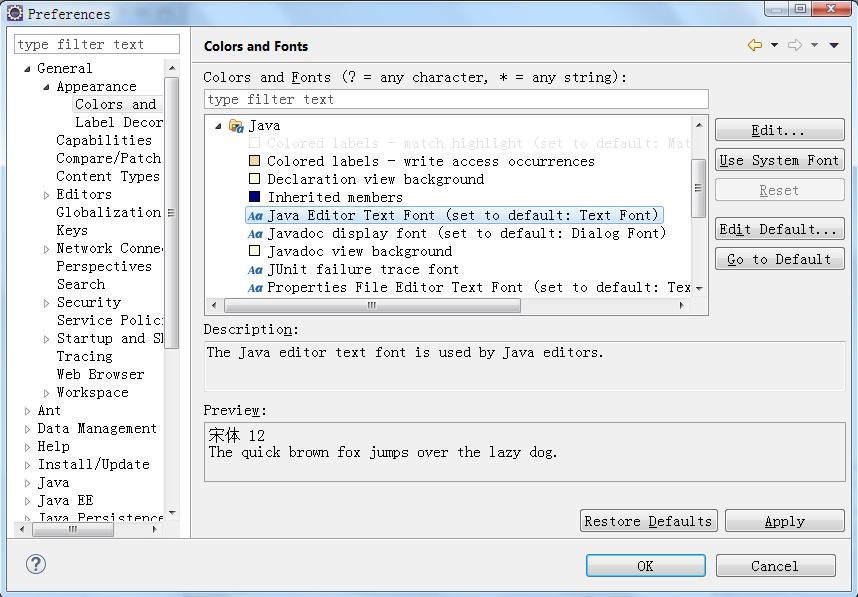 Preferences
type filter text
General
Appearance
Colors and
Label Decor
Capabilities
Compare/Patch
Content Types
Editors
Globalization
Keys
Network Conne
Perspectives
Search
Security
Service Polic
Startup and Sh
Tracing
Web Browser
Workspace
Ant
Data Management
Help
Install/Update
Java
Java EE
Java Persistence
Colors and Fonts
Colors and Fonts (? = any character, * = any string):
type filter text
Java
Colored labels - match highlight (set to default: Mat
Colored labels - write access occurrences
Declaration view background
Inherited members
Java Editor Text Font (set to default: Text Font)
Javadoc display font (set to default: Dialog Font)
Javadoc view background
JUnit failure trace font
Properties File Editor Text Font (set to default: Tex
Edit...
Use System Font
Reset
Edit Default...
Go to Default
Description:
The Java editor text font is used by Java editors.
Preview:
宋体 12
The quick brown fox jumps over the lazy dog.
Restore Defaults
Apply
?
OK
Cancel